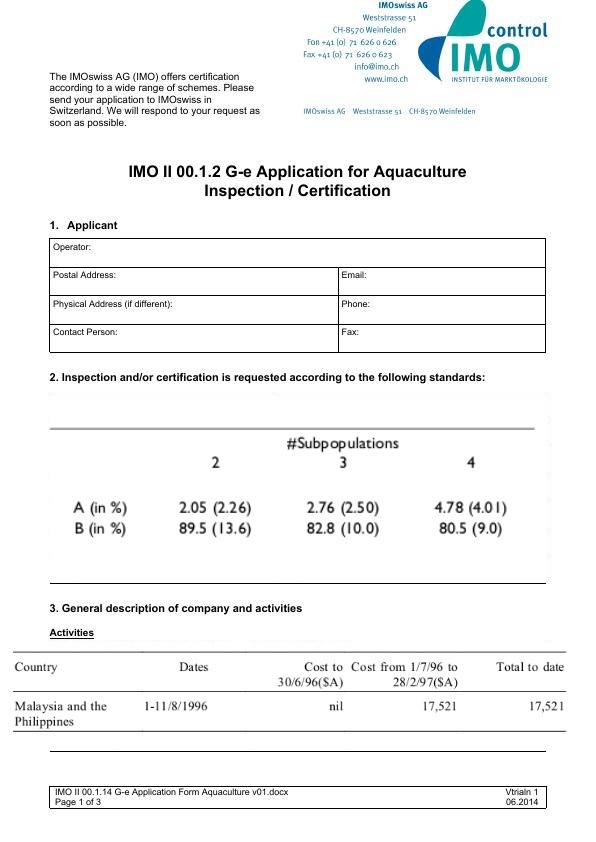 IMOswiss AG
Weststrasse 51
CH-8570 Weinfelden
Fon +41 (0) 71 626 0 626
Fax +41 (0) 71 626 0 623
info@imo.ch
www.imo.ch
control
IMO
INSTITUT FÜR MARKTÖKOLOGIE
The IMOswiss AG (IMO) offers certification
according to a wide range of schemes. Please
send your application to IMOswiss in
Switzerland. We will respond to your request as
soon as possible.
IMOswiss AG Weststrasse 51 CH-8570 Weinfelden
IMO II 00.1.2 G-e Application for Aquaculture
Inspection / Certification
1. Applicant
Operator:
Postal Address: Email:
Physical Address (if different): Phone:
Contact Person: Fax:
2. Inspection and/or certification is requested according to the following standards:
#Subpopulations
2 3 4
A (in %) 2.05 (2.26) 2.76 (2.50) 4.78 (4.01)
B (in %) 89.5 (13.6) 82.8 (10.0) 80.5 (9.0)
3. General description of company and activities
Activities
Country Dates Cost to Cost from 1/7/96 to Total to date
30/6/96($A) 28/2/97($A)
Malaysia and the 1-11/8/1996 nil 17,521 17,521
Philippines
IMO II 00.1.14 G-e Application Form Aquaculture v01.docx Vtrialn 1
Page 1 of 3 06.2014